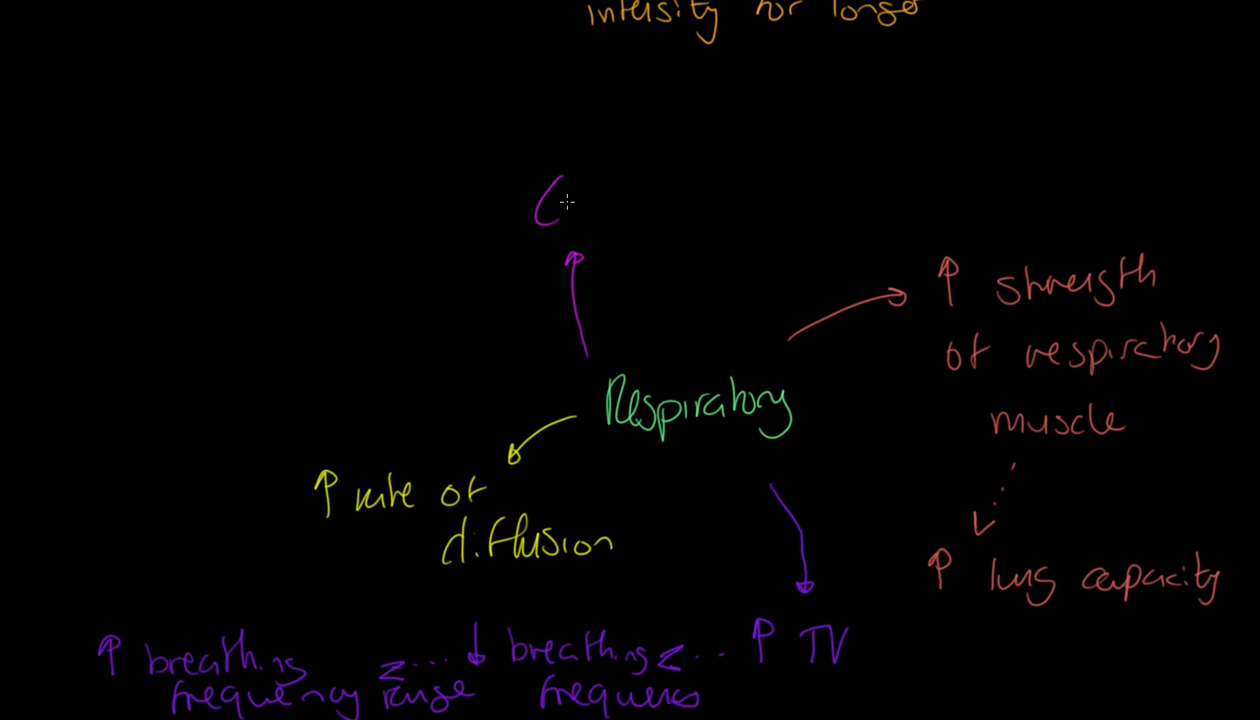 intensity for longer
(
↑ strength
of respiratory
muscle
Respiratory
↑ rate of
diffusion
↑ lung capacity
↑ breathing ↓ breathing ↑ TV
frequency range frequency